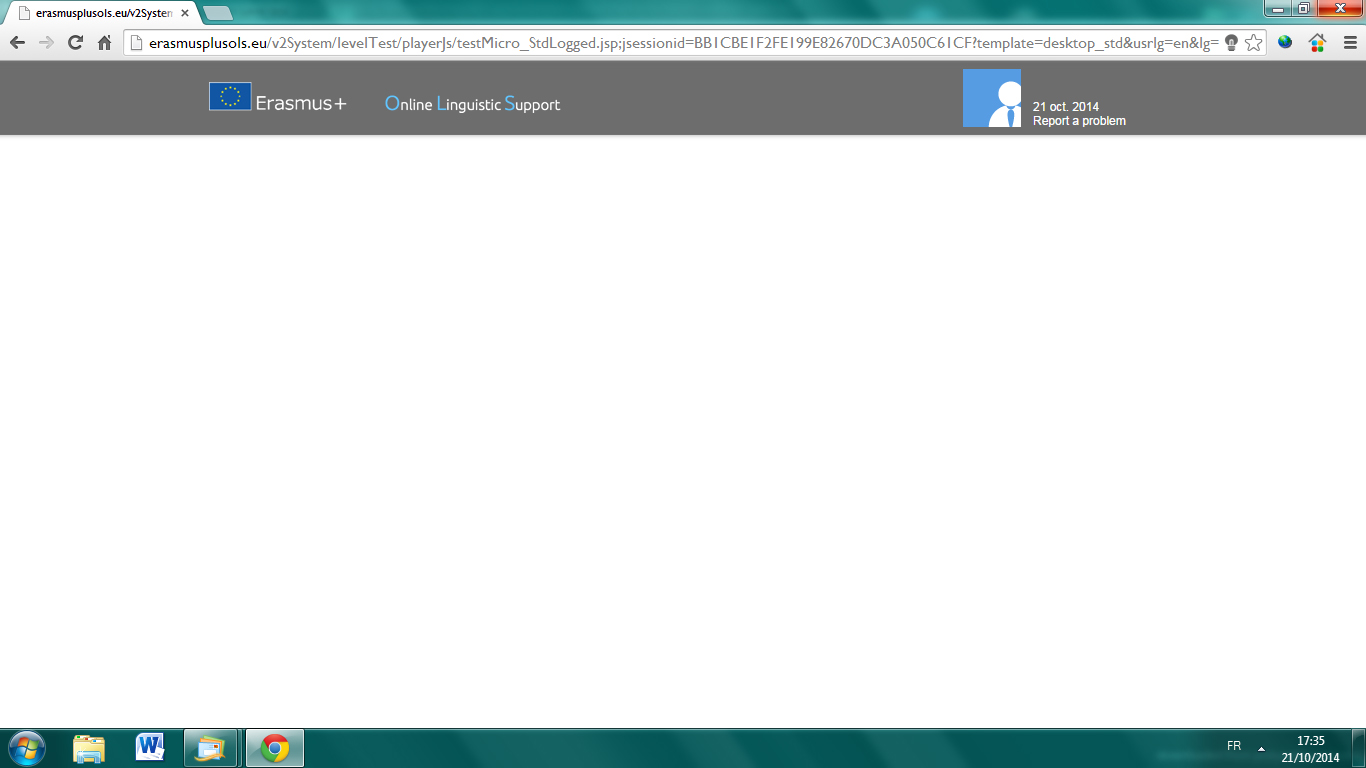 erasmusplusols.eu/v2System
erasmusplusols.eu/v2System/levelTest/playerJs/testMicro_StdLogged.jsp;jsessionid=BB1CBE1F2FE199E82670DC3A050C61CF?template=desktop_std&usrlg=en&lg=
Erasmus+ Online Linguistic Support
21 oct. 2014
Report a problem
FR
17:35
21/10/2014